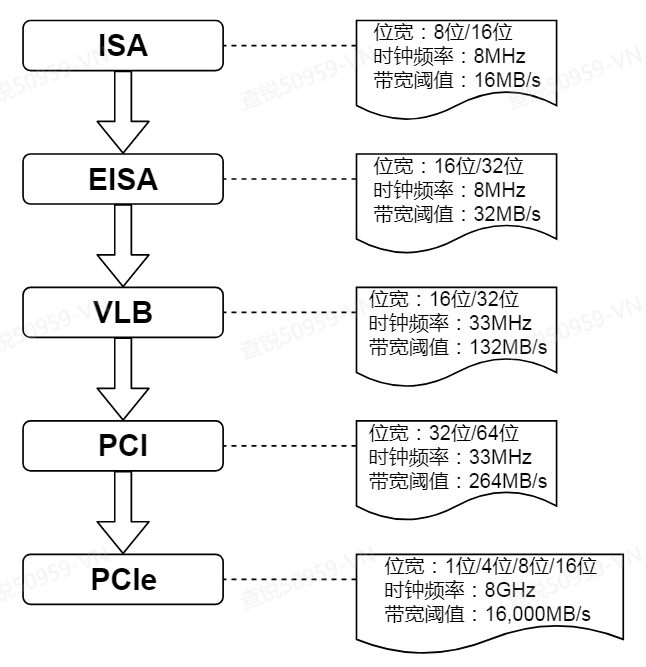 ISA
位宽：8位/16位
时钟频率：8MHz
带宽阈值：16MB/s
EISA
位宽：16位/32位
时钟频率：8MHz
带宽阈值：32MB/s
VLB
位宽：16位/32位
时钟频率：33MHz
带宽阈值：132MB/s
PCI
位宽：32位/64位
时钟频率：33MHz
带宽阈值：264MB/s
PCIe
位宽：1位/4位/8位/16位
时钟频率：8GHz
带宽阈值：16,000MB/s
查锐50959-VN